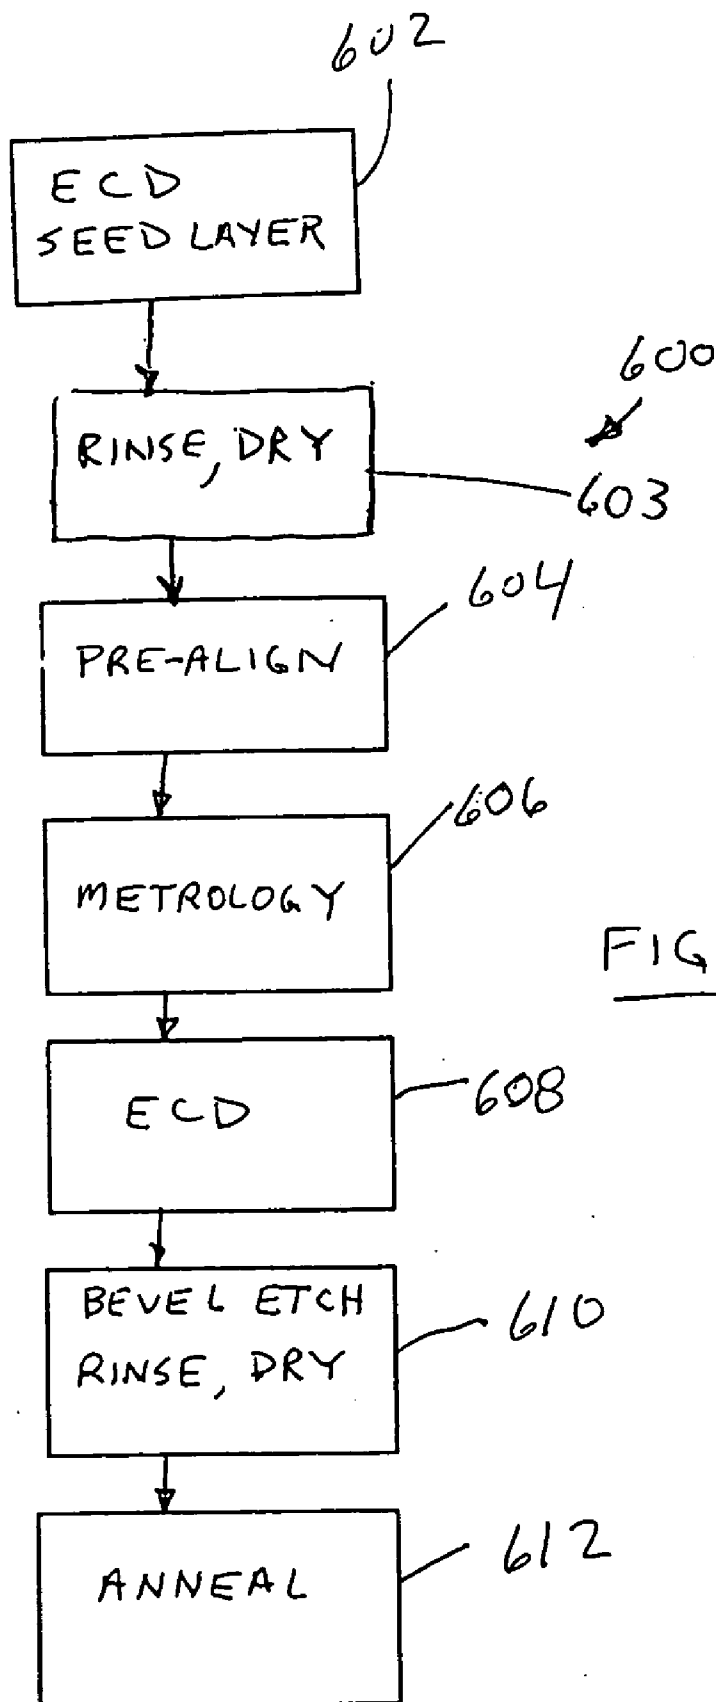 602
ECD
SEED LAYER
600
RINSE, DRY
603
604
PRE-ALIGN
606
METROLOGY
FIG
ECD
608
BEVEL ETCH
RINSE, DRY
610
ANNEAL
612